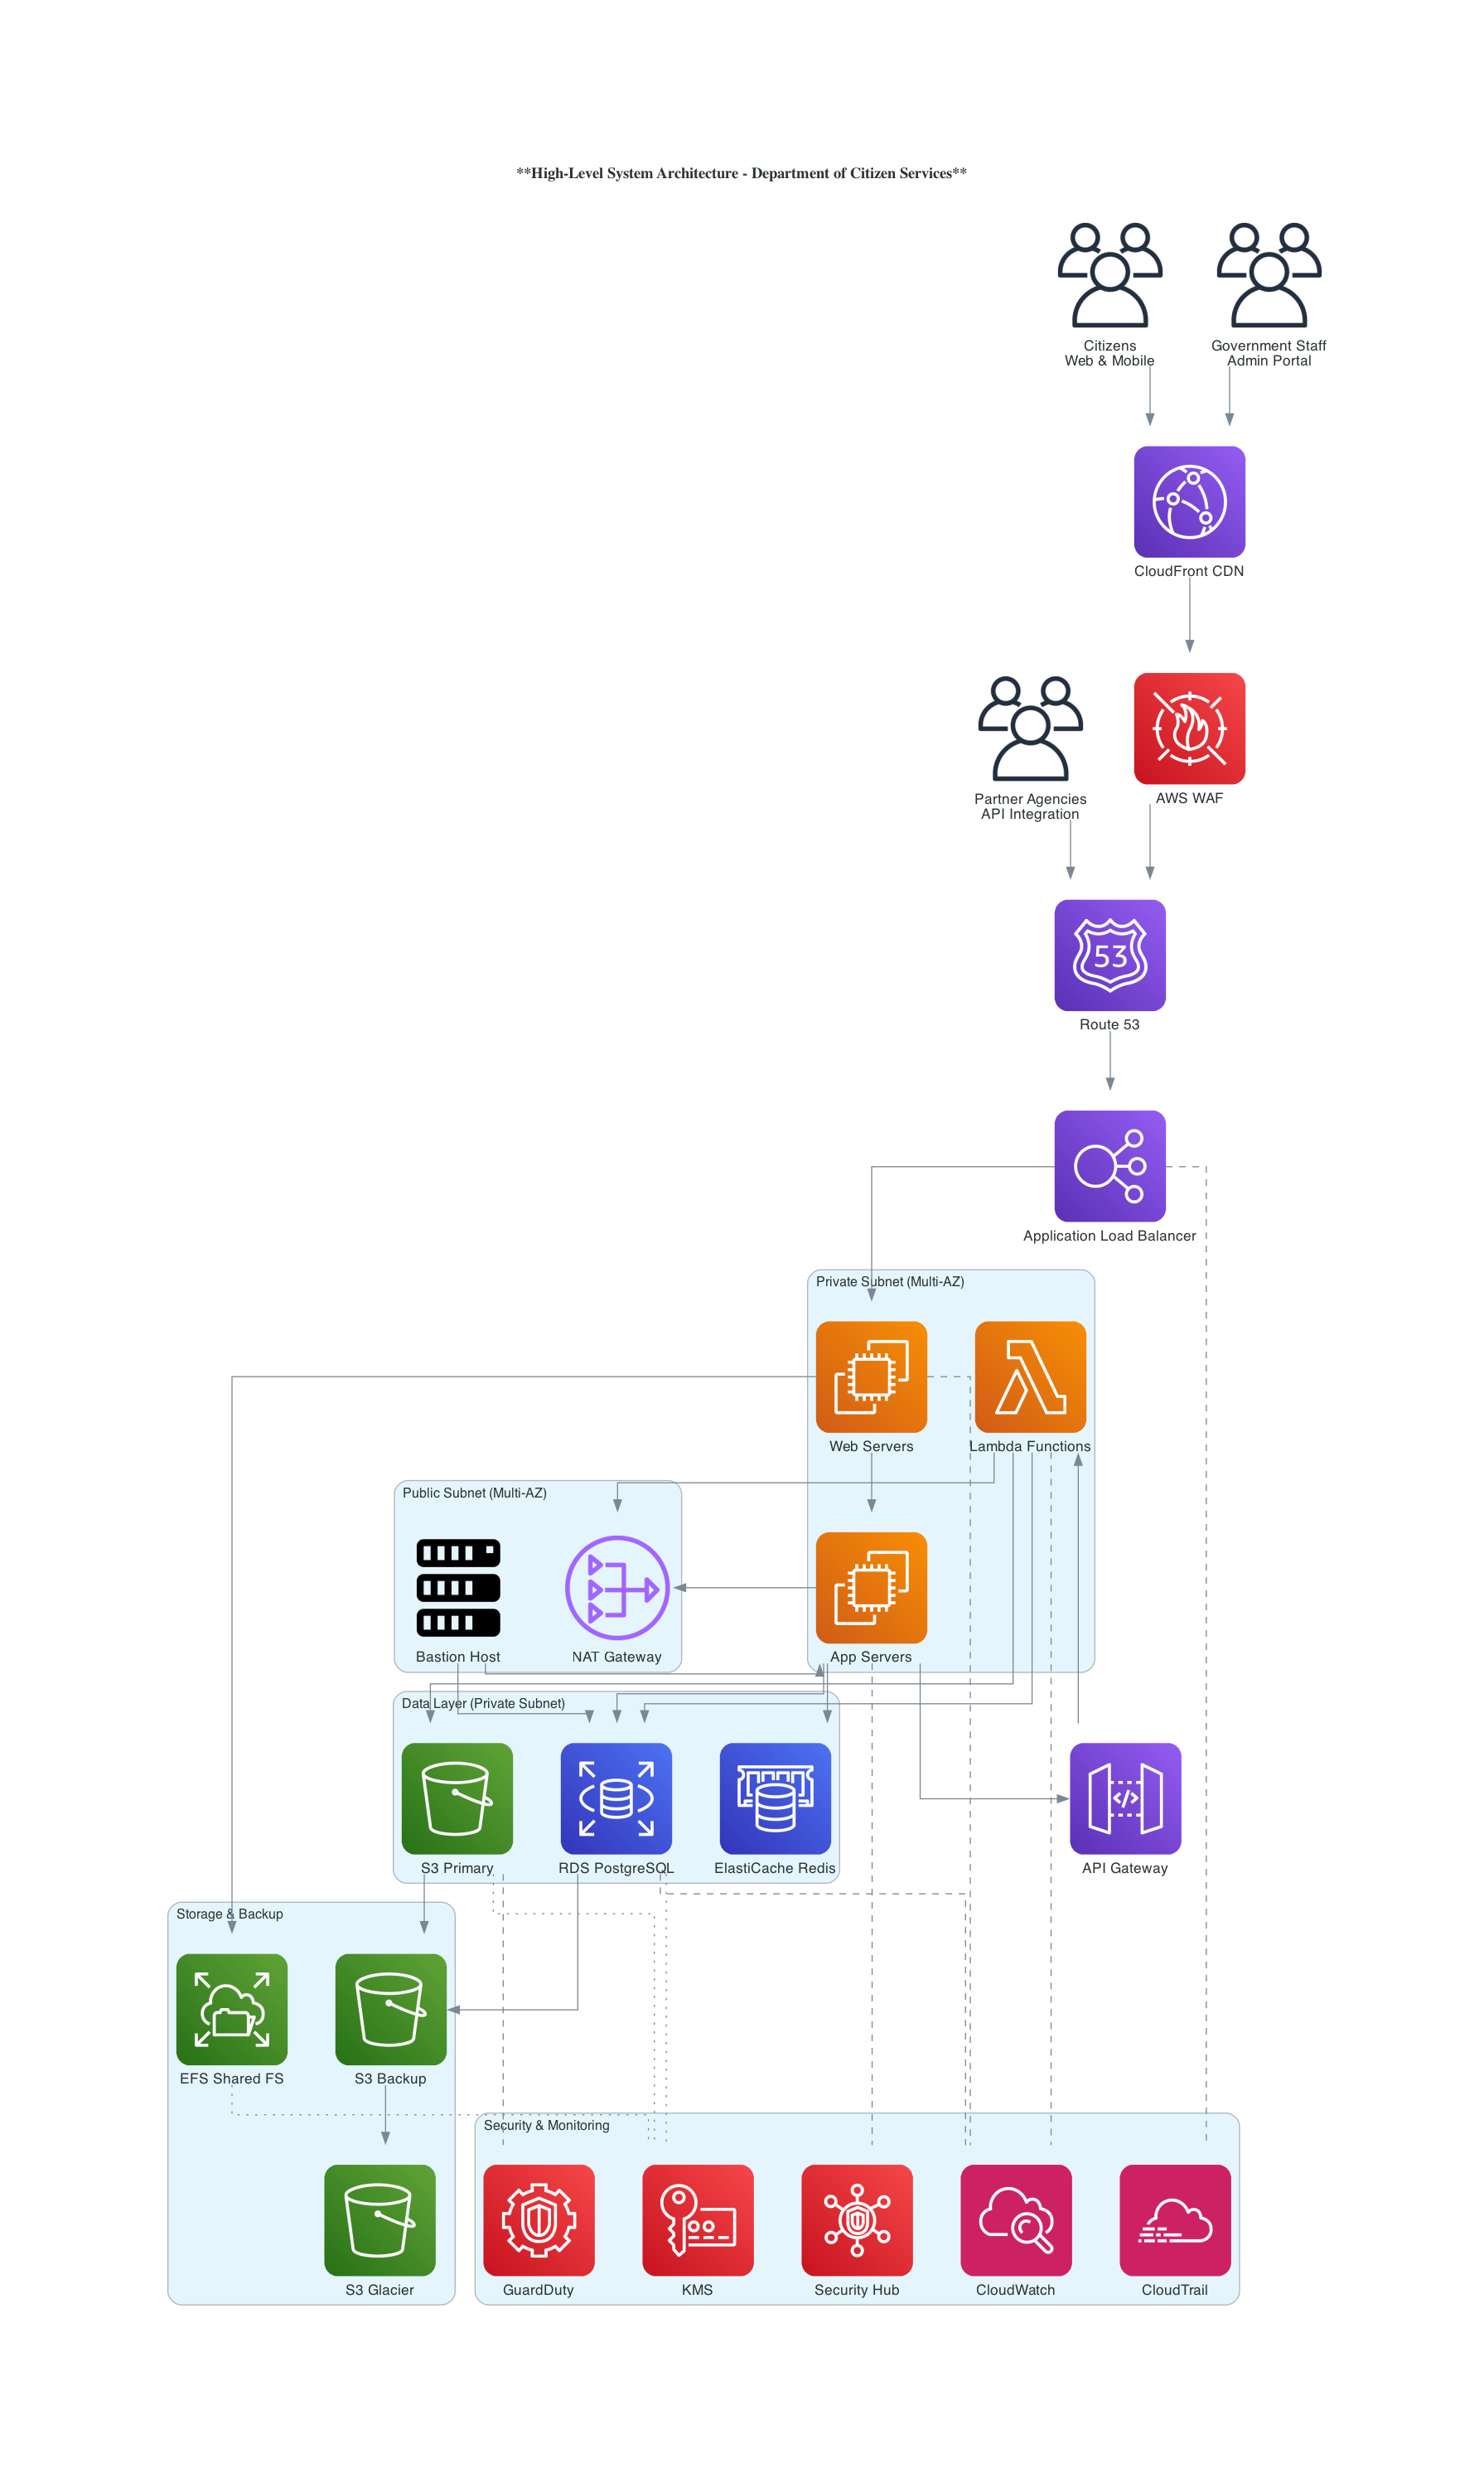 **High-Level System Architecture - Department of Citizen Services**
Citizens
Web & Mobile
Government Staff
Admin Portal
CloudFront CDN
Partner Agencies
API Integration
AWS WAF
53
Route 53
Application Load Balancer
Private Subnet (Multi-AZ)
Web Servers
Lambda Functions
Public Subnet (Multi-AZ)
Bastion Host
NAT Gateway
App Servers
Data Layer (Private Subnet)
S3 Primary
RDS PostgreSQL
ElastiCache Redis
API Gateway
Storage & Backup
EFS Shared FS
S3 Backup
Security & Monitoring
S3 Glacier
GuardDuty
KMS
Security Hub
CloudWatch
CloudTrail